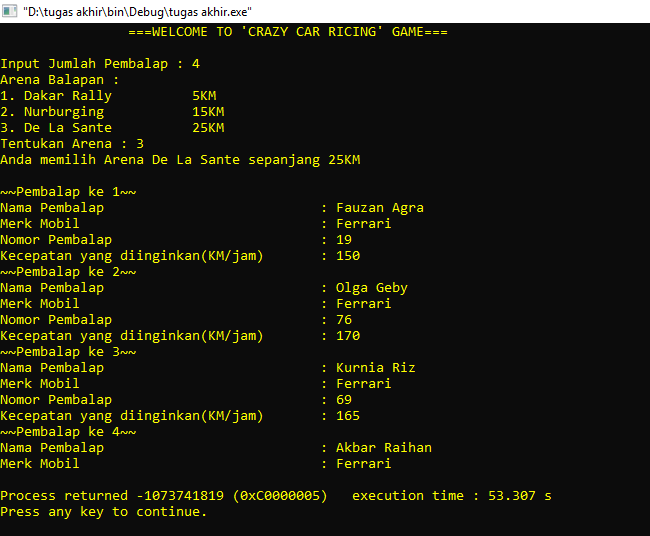 "D:\tugas akhir\bin\Debug\tugas akhir.exe"
===WELCOME TO 'CRAZY CAR RICING' GAME===
Input Jumlah Pembalap : 4
Arena Balapan :
1. Dakar Rally 5KM
2. Nurburging 15KM
3. De La Sante 25KM
Tentukan Arena : 3
Anda memilih Arena De La Sante sepanjang 25KM
~~Pembalap ke 1~~
Nama Pembalap : Fauzan Agra
Merk Mobil : Ferrari
Nomor Pembalap : 19
Kecepatan yang diinginkan(KM/jam) : 150
~~Pembalap ke 2~~
Nama Pembalap : Olga Geby
Merk Mobil : Ferrari
Nomor Pembalap : 76
Kecepatan yang diinginkan(KM/jam) : 170
~~Pembalap ke 3~~
Nama Pembalap : Kurnia Riz
Merk Mobil : Ferrari
Nomor Pembalap : 69
Kecepatan yang diinginkan(KM/jam) : 165
~~Pembalap ke 4~~
Nama Pembalap : Akbar Raihan
Merk Mobil : Ferrari
Process returned -1073741819 (0xC0000005) execution time : 53.307 s
Press any key to continue.